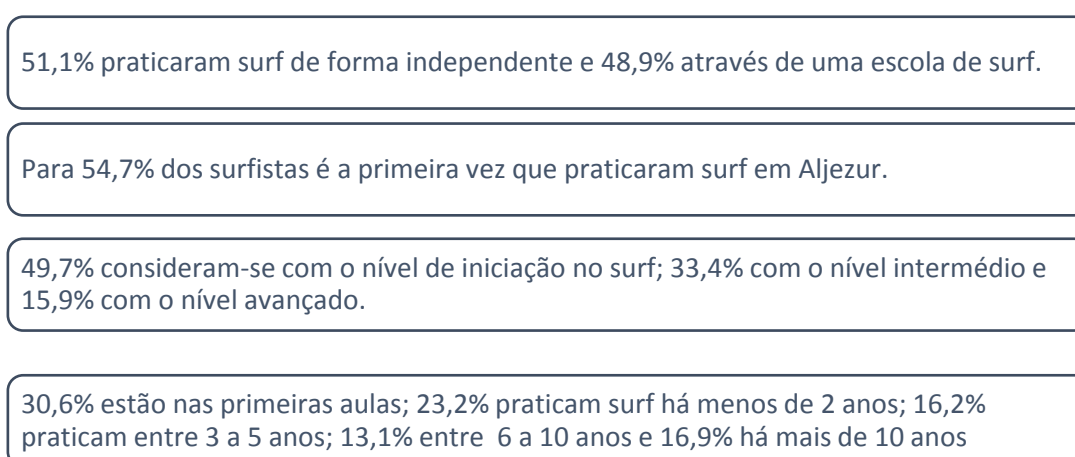 51,1% praticaram surf de forma independente e 48,9% através de uma escola de surf.
Para 54,7% dos surfistas é a primeira vez que praticaram surf em Aljezur.
49,7% consideram-se com o nível de iniciação no surf; 33,4% com o nível intermédio e
15,9% com o nível avançado.
30,6% estão nas primeiras aulas; 23,2% praticam surf há menos de 2 anos; 16,2%
praticam entre 3 a 5 anos; 13,1% entre  6 a 10 anos e 16,9% há mais de 10 anos